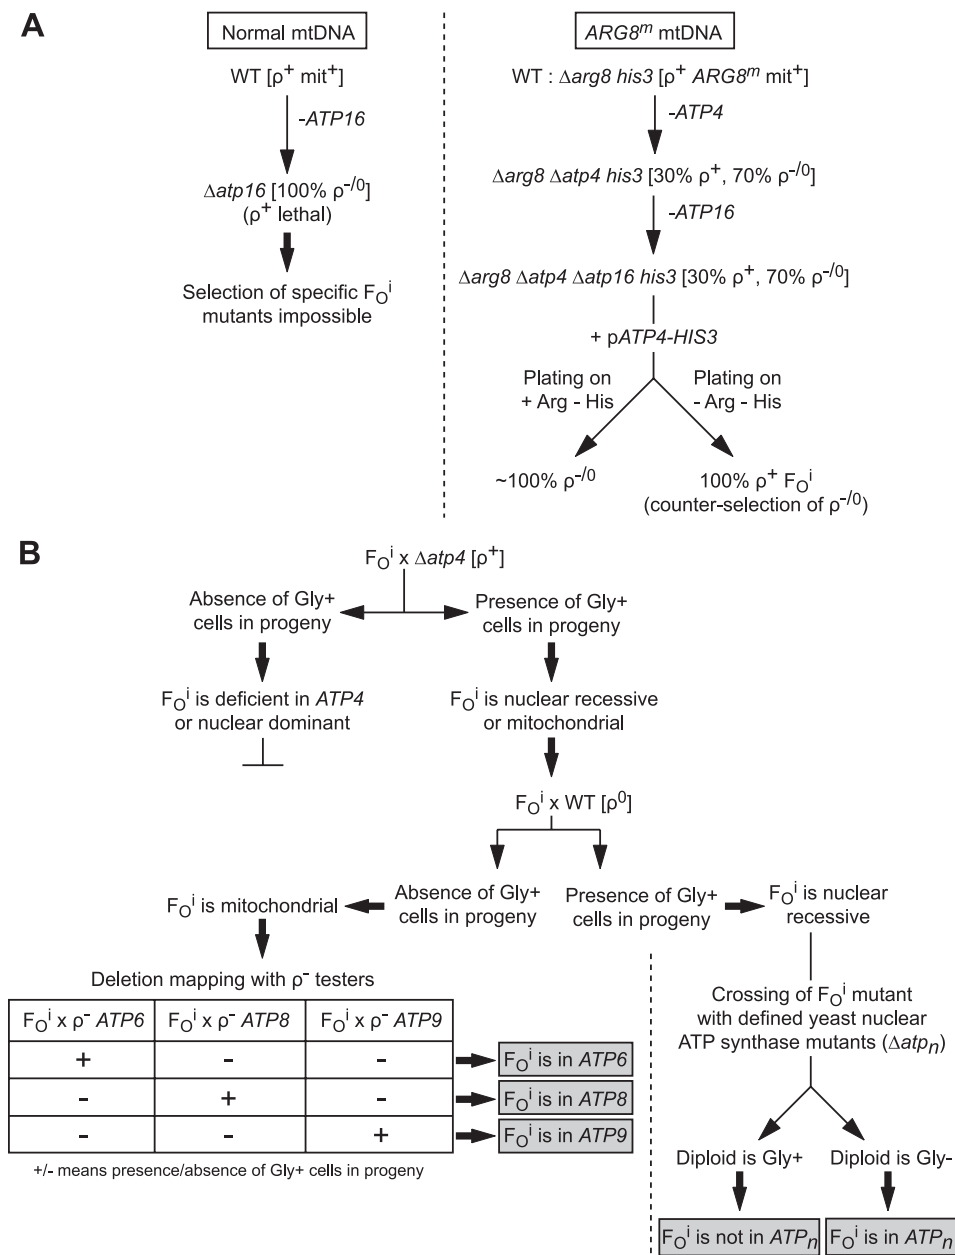 A
Normal mtDNA
WT [ρ+ mit+]
-ATP16
Δatp16 [100% ρ-/0]
(ρ+ lethal)
Selection of specific FOi
mutants impossible
ARG8m mtDNA
WT : Δarg8 his3 [ρ+ ARG8m mit+]
-ATP4
Δarg8 Δatp4 his3 [30% ρ+, 70% ρ-/0]
-ATP16
Δarg8 Δatp4 Δatp16 his3 [30% ρ+, 70% ρ-/0]
+ pATP4-HIS3
Plating on
+ Arg - His
Plating on
- Arg - His
~100% ρ-/0
100% ρ+ FOi
(counter-selection of ρ-/0)
B
FOi x Δatp4 [ρ+]
Absence of Gly+
cells in progeny
Presence of Gly+
cells in progeny
FOi is deficient in ATP4
or nuclear dominant
FOi is nuclear recessive
or mitochondrial
FOi x WT [ρ0]
FOi is mitochondrial
Absence of Gly+
cells in progeny
Presence of Gly+
cells in progeny
FOi is nuclear
recessive
Deletion mapping with ρ- testers
FOi x ρ- ATP6 FOi x ρ- ATP8 FOi x ρ- ATP9
+ - - FOi is in ATP6
- + - FOi is in ATP8
- - + FOi is in ATP9
+/- means presence/absence of Gly+ cells in progeny
Crossing of FOi mutant
with defined yeast nuclear
ATP synthase mutants (Δatpn)
Diploid is Gly+
Diploid is Gly-
FOi is not in ATPn
FOi is in ATPn